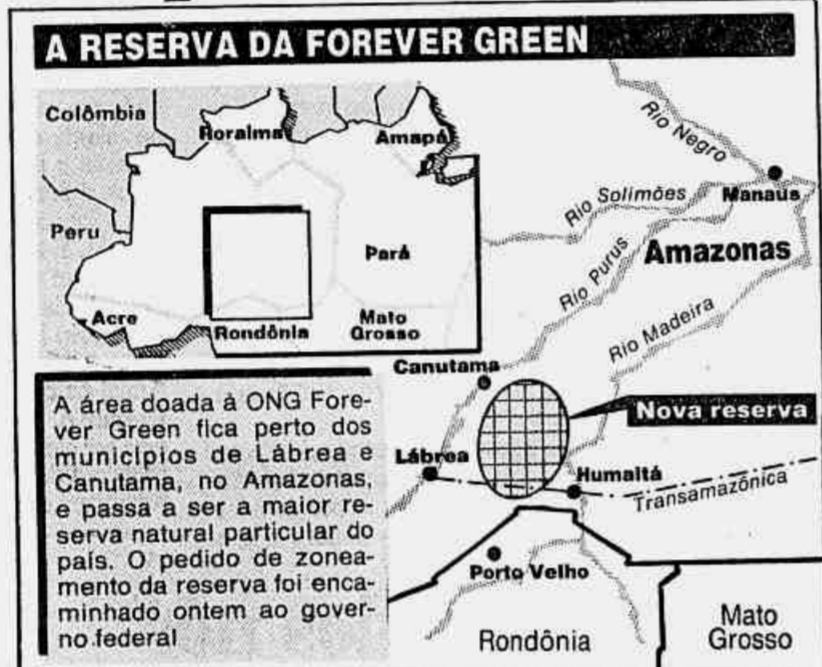 A RESERVA DA FOREVER GREEN
Colômbia
Roraima
Amapá
Peru
Pará
Acre
Rondônia
Mato
Grosso
Rio Negro
Rio Solimões
Manaus
Rio Purus
Amazonas
Rio Madeira
Canutama
Nova reserva
Lábrea
Humaitá
Transamazônica
Porto Velho
Rondônia
Mato
Grosso
A área doada à ONG Fore-
ver Green fica perto dos
municípios de Lábrea e
Canutama, no Amazonas,
e passa a ser a maior re-
serva natural particular do
país. O pedido de zonea-
mento da reserva foi enca-
minhado ontem ao gover-
no federal